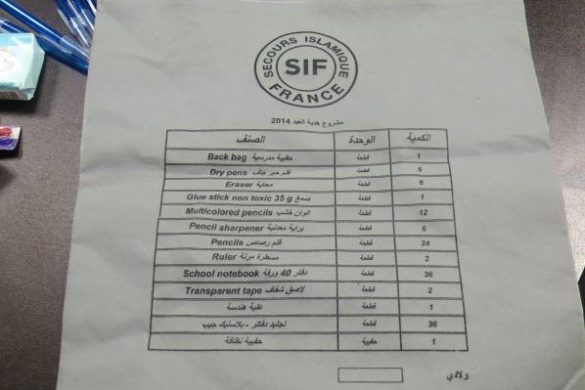 SECOURS ISLAMIQUE
SIF
FRANCE
مشروع هدية العيد 2014
الصنف الوحدة الكمية
Back bag حقيبة مدرسية قطعة 1
Dry pens قلم حبر جاف قطعة 6
Eraser محاية قطعة 6
Glue stick non toxic 35 g صمغ قطعة 1
Multicolored pencils الوان خشب قطعة 12
Pencil sharpener براية معدنية قطعة 6
Pencils قلم رصاص قطعة 24
Ruler مسطرة مرنة قطعة 2
School notebook دفتر 40 ورقة قطعة 36
Transparent tape لاصق شفاف قطعة 2
علبة هندسة قطعة 1
تجليد دفاتر - بلاستيك جيب قطعة 36
حقيبة نظافة حقيبة 1
ولادي